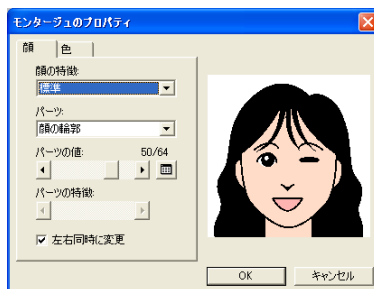 モンタージュのプロパティ
顔 色
顔の特徴:
標準
パーツ:
顔の輪郭
パーツの値: 50/64
パーツの特徴:
左右同時に変更
OK キャンセル